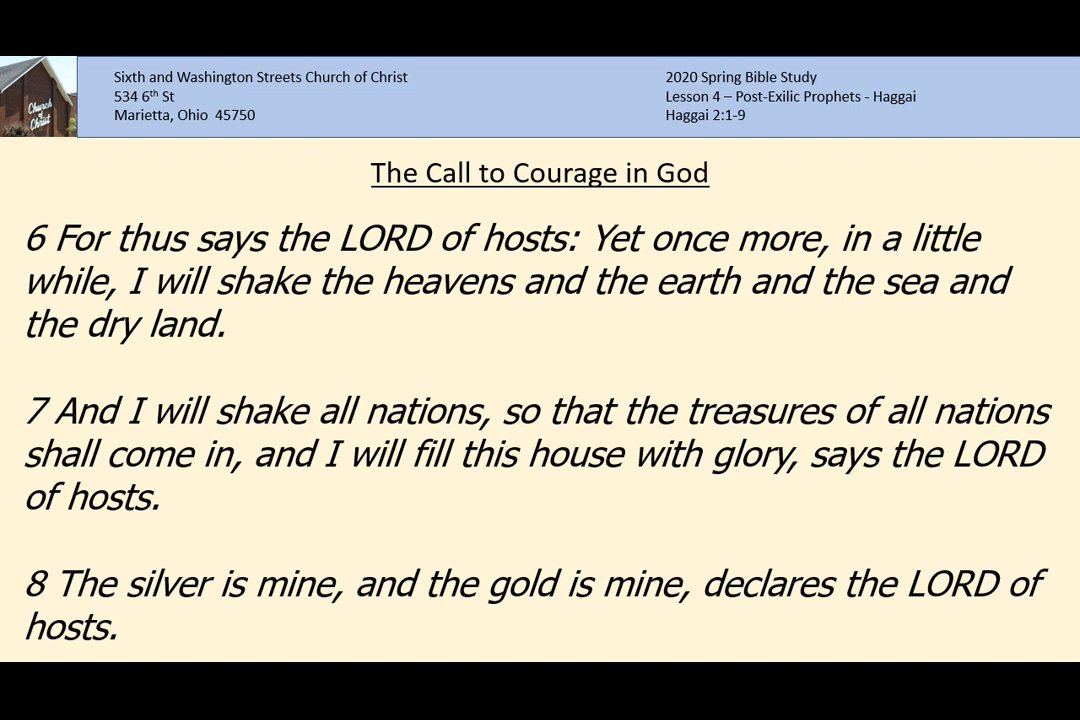 Church
of
Christ
Sixth and Washington Streets Church of Christ
534 6th St
Marietta, Ohio 45750
2020 Spring Bible Study
Lesson 4 – Post-Exilic Prophets - Haggai
Haggai 2:1-9
The Call to Courage in God
6 For thus says the LORD of hosts: Yet once more, in a little
while, I will shake the heavens and the earth and the sea and
the dry land.
7 And I will shake all nations, so that the treasures of all nations
shall come in, and I will fill this house with glory, says the LORD
of hosts.
8 The silver is mine, and the gold is mine, declares the LORD of
hosts.